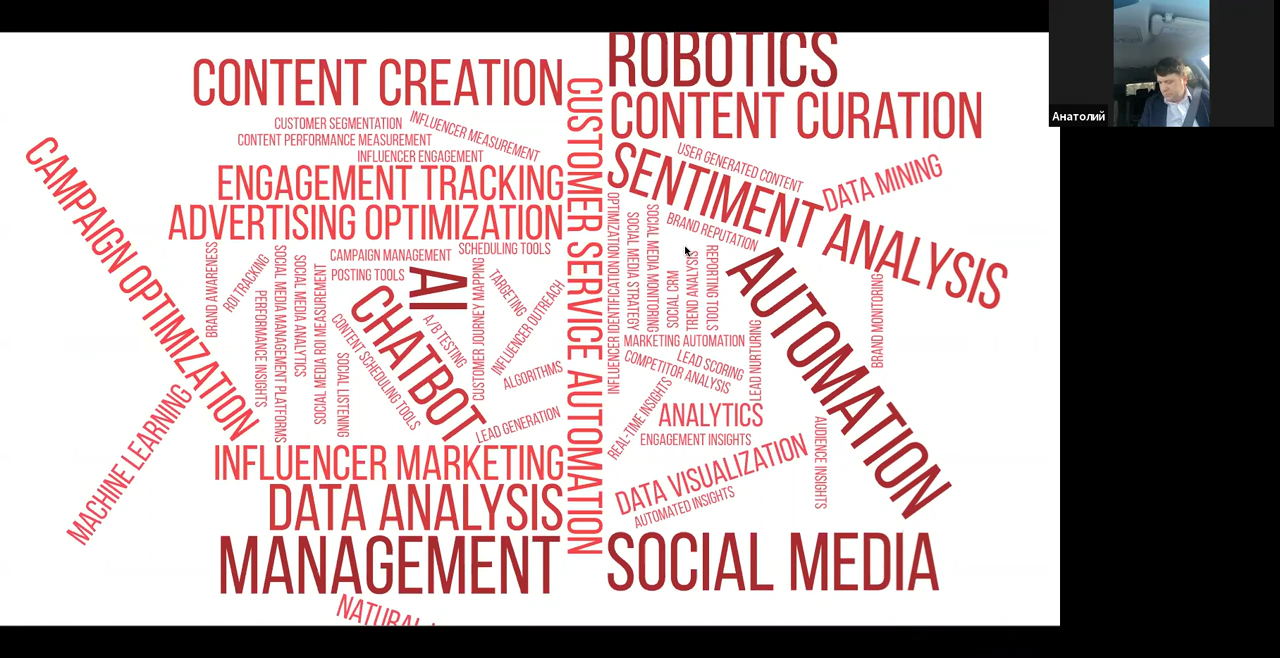 ROBOTICS
CONTENT CREATION
CONTENT CURATION
Анатолий
CUSTOMER SERVICE AUTOMATION
CUSTOMER SEGMENTATION
INFLUENCER MEASUREMENT
CONTENT PERFORMANCE MEASUREMENT
INFLUENCER ENGAGEMENT
ENGAGEMENT TRACKING
ADVERTISING OPTIMIZATION
CAMPAIGN OPTIMIZATION
SENTIMENT ANALYSIS
USER GENERATED CONTENT
DATA MINING
BRAND REPUTATION
CAMPAIGN MANAGEMENT
SCHEDULING TOOLS
POSTING TOOLS
AI
BRAND AWARENESS
ROI TRACKING
PERFORMANCE INSIGHTS
SOCIAL MEDIA MANAGEMENT PLATFORMS
SOCIAL MEDIA ANALYTICS
SOCIAL MEDIA ROI MEASUREMENT
SOCIAL LISTENING
CONTENT SCHEDULING TOOLS
CHATBOT
A/B TESTING
CUSTOMER JOURNEY MAPPING
TARGETING
INFLUENCER OUTREACH
ALGORITHMS
LEAD GENERATION
INFLUENCER IDENTIFICATION
OPTIMIZATION
SOCIAL MEDIA STRATEGY
SOCIAL MEDIA MONITORING
SOCIAL CRM
TREND ANALYSIS
REPORTING TOOLS
AUTOMATION
BRAND MONITORING
MARKETING AUTOMATION
LEAD SCORING
COMPETITOR ANALYSIS
LEAD NURTURING
REAL-TIME INSIGHTS
ANALYTICS
ENGAGEMENT INSIGHTS
DATA VISUALIZATION
AUTOMATED INSIGHTS
AUDIENCE INSIGHTS
MACHINE LEARNING
INFLUENCER MARKETING
DATA ANALYSIS
MANAGEMENT
SOCIAL MEDIA
NATURAL